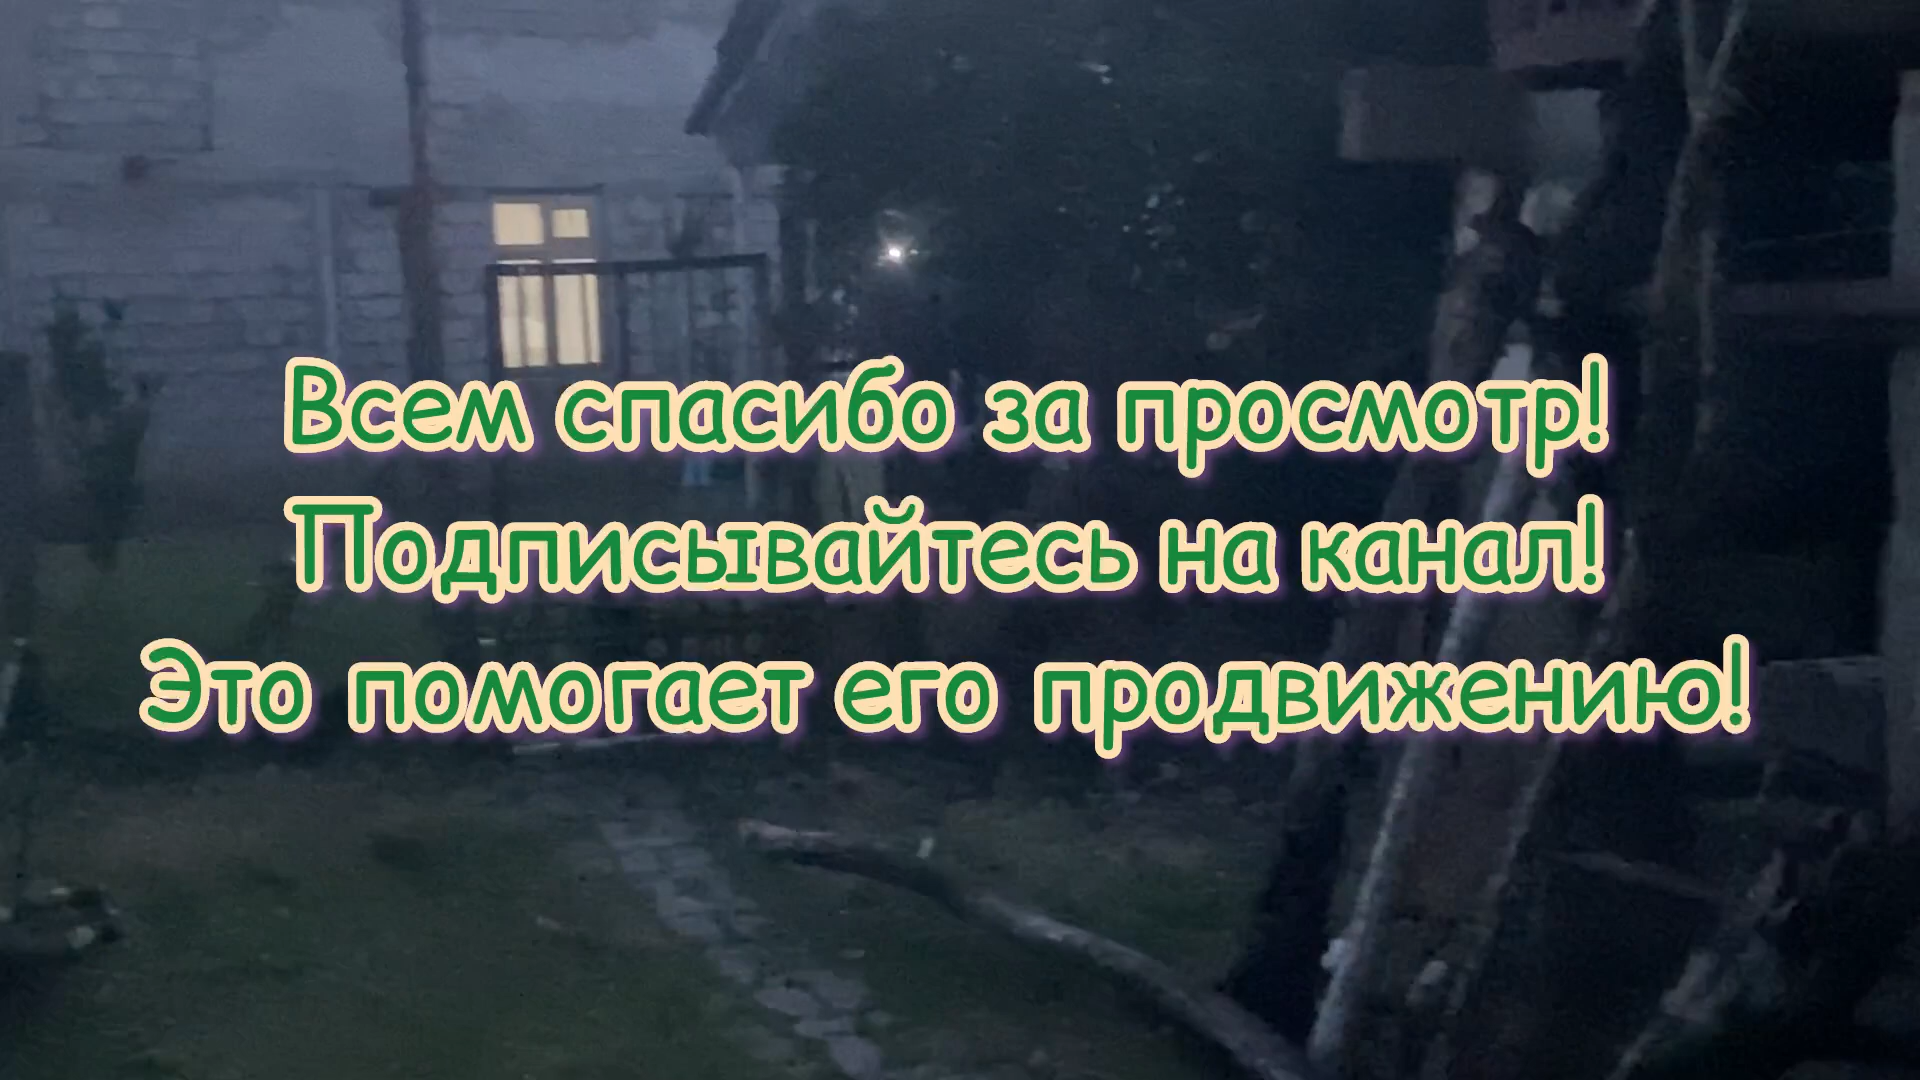 Всем спасибо за просмотр!
Подписывайтесь на канал!
Это помогает его продвижению!